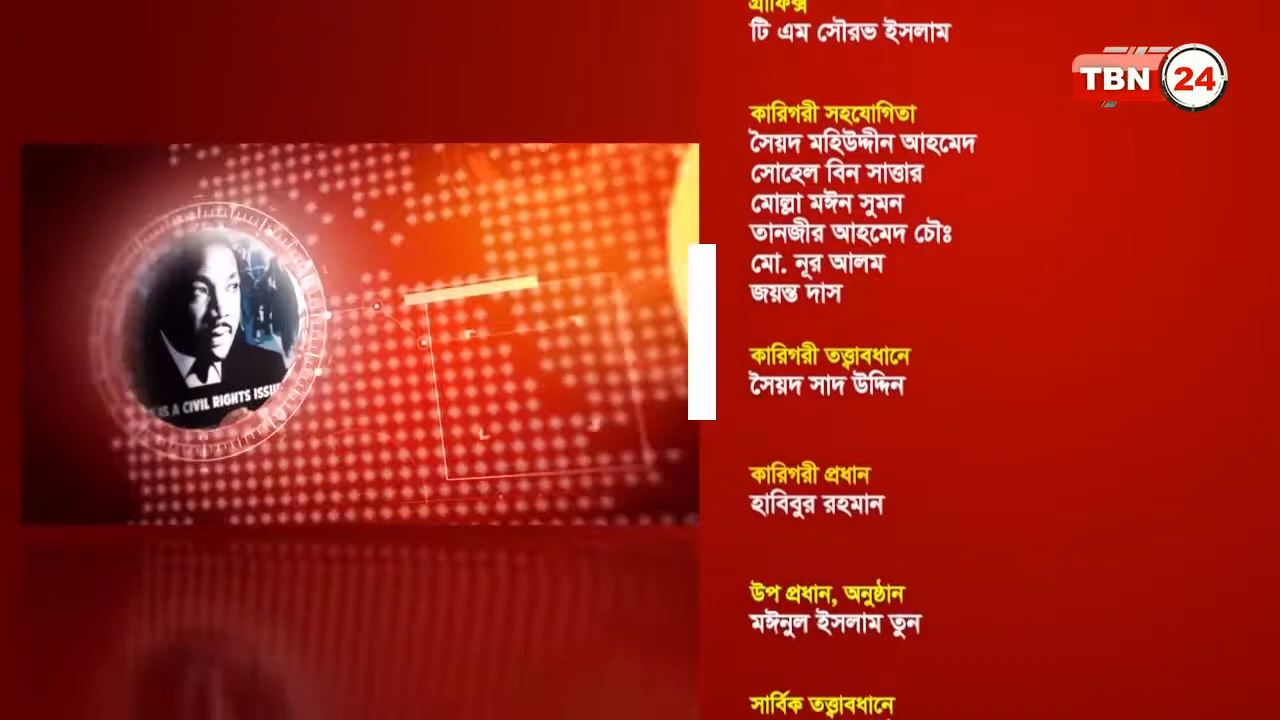 গ্রাফিক্স
টি এম সৌরভ ইসলাম
TBN 24
কারিগরী সহযোগিতা
সৈয়দ মহিউদ্দীন আহমেদ
সোহেল বিন সাত্তার
মোল্লা মঈন সুমন
তানজীর আহমেদ চৌঃ
মো. নূর আলম
জয়ন্ত দাস
কারিগরী তত্ত্বাবধানে
সৈয়দ সাদ উদ্দিন
কারিগরী প্রধান
হাবিবুর রহমান
উপ প্রধান, অনুষ্ঠান
মঈনুল ইসলাম তুন
সার্বিক তত্ত্বাবধানে
IS A CIVIL RIGHTS ISSU